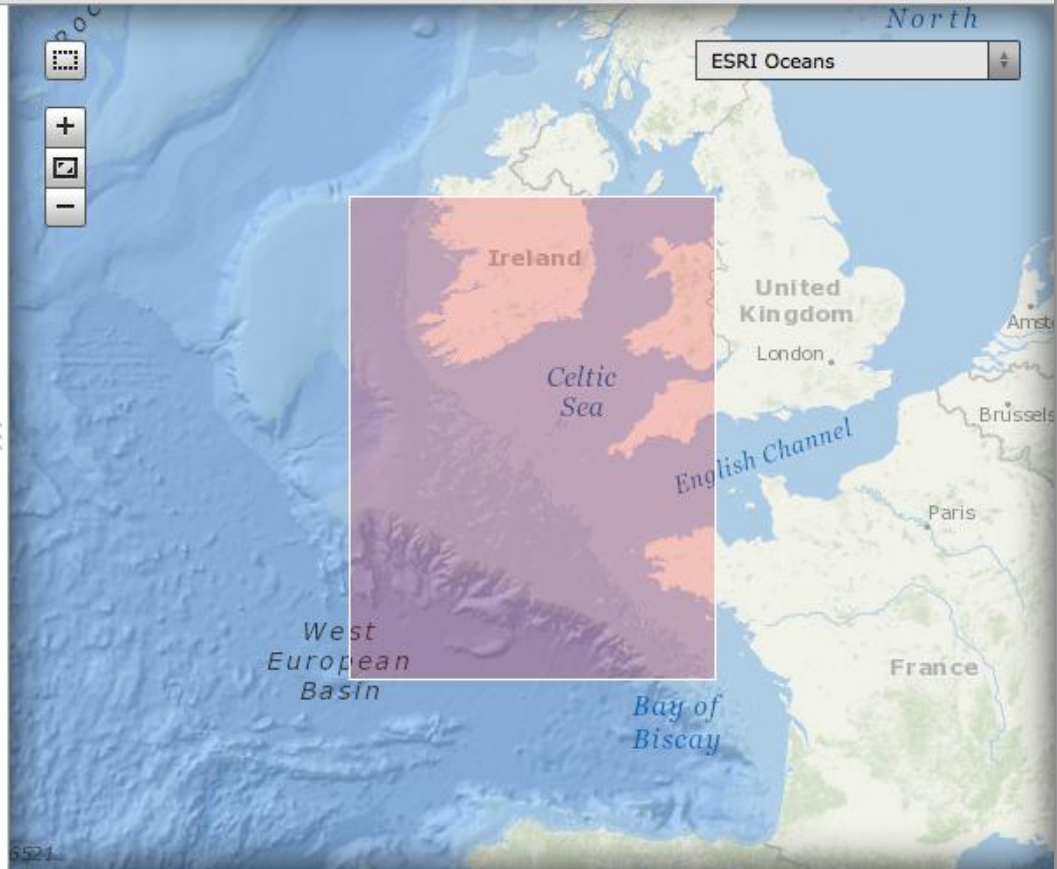 North
ESRI Oceans
+
−
Ireland
United
Kingdom
London
Amst
Celtic
Sea
Brussels
English Channel
Paris
West
European
Basin
France
Bay of
Biscay